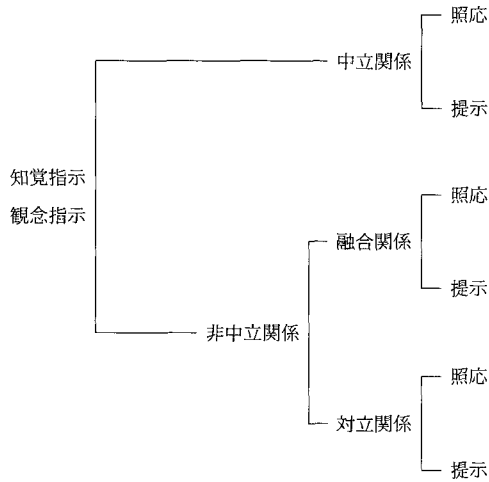 照応
中立関係
提示
知覚指示
観念指示
照応
融合関係
提示
非中立関係
照応
対立関係
提示